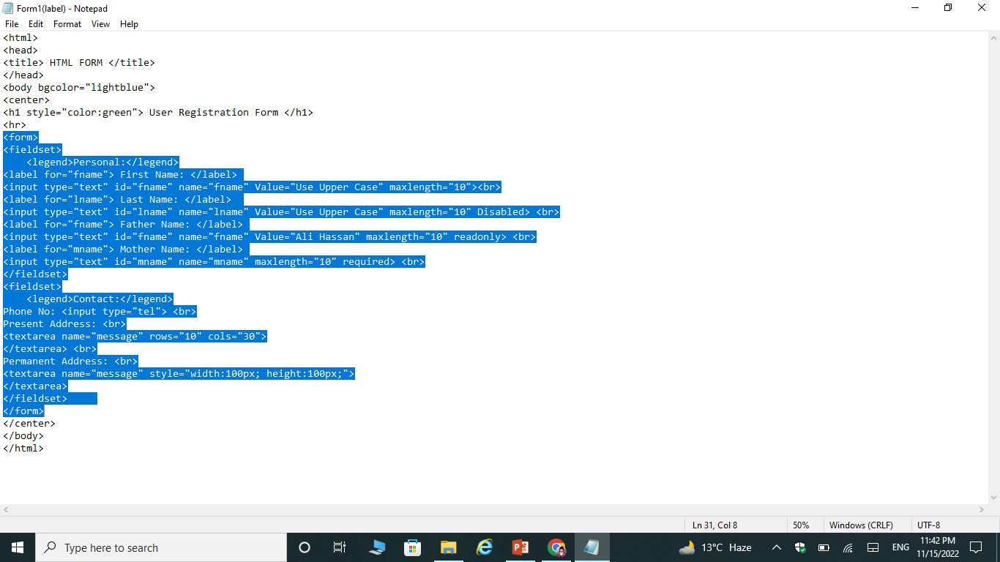 Form1(label) - Notepad
File Edit Format View Help
<html>
<head>
<title> HTML FORM </title>
</head>
<body bgcolor="lightblue">
<center>
<h1 style="color:green"> User Registration Form </h1>
<hr>
<form>
<fieldset>
    <legend>Personal:</legend>
<label for="fname"> First Name: </label>
<input type="text" id="fname" name="fname" Value="Use Upper Case" maxlength="10"><br>
<label for="lname"> Last Name: </label>
<input type="text" id="lname" name="lname" Value="Use Upper Case" maxlength="10" Disabled> <br>
<label for="fname"> Father Name: </label>
<input type="text" id="fname" name="fname" Value="Ali Hassan" maxlength="10" readonly> <br>
<label for="mname"> Mother Name: </label>
<input type="text" id="mname" name="mname" maxlength="10" required> <br>
</fieldset>
<fieldset>
    <legend>Contact:</legend>
Phone No: <input type="tel"> <br>
Present Address: <br>
<textarea name="message" rows="10" cols="30">
</textarea> <br>
Permanent Address: <br>
<textarea name="message" style="width:100px; height:100px;">
</textarea>
</fieldset>
</form>
</center>
</body>
</html>
Ln 31, Col 8 50% Windows (CRLF) UTF-8
Type here to search
13°C Haze
ENG
11:42 PM
11/15/2022